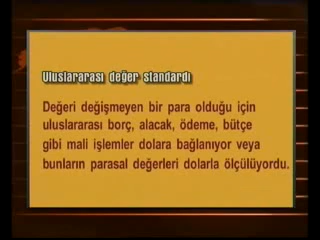 Uluslararası değer standardı
Değeri değişmeyen bir para olduğu için
uluslararası borç, alacak, ödeme, bütçe
gibi mali işlemler dolara bağlanıyor veya
bunların parasal değerleri dolarla ölçülüyordu.